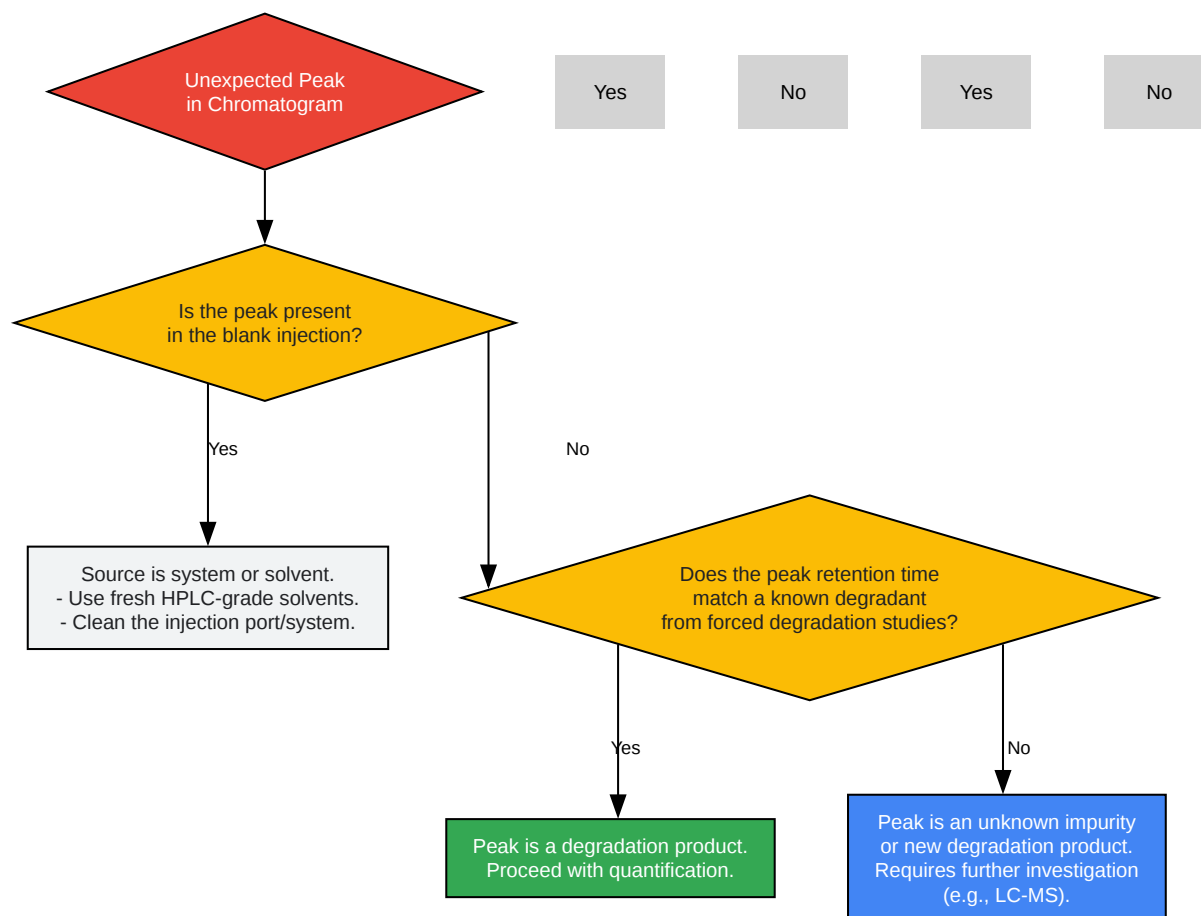 Unexpected Peak
in Chromatogram
Yes
No
Yes
No
Is the peak present
in the blank injection?
Yes
No
Source is system or solvent.
- Use fresh HPLC-grade solvents.
- Clean the injection port/system.
Does the peak retention time
match a known degradant
from forced degradation studies?
Yes
No
Peak is a degradation product.
Proceed with quantification.
Peak is an unknown impurity
or new degradation product.
Requires further investigation
(e.g., LC-MS).